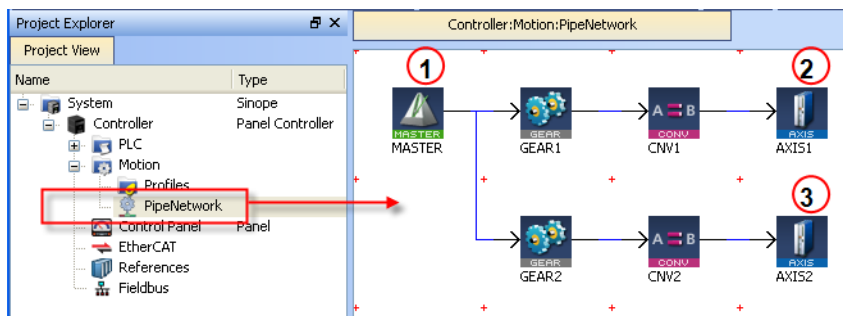 Project Explorer
Project View
Name Type
System Sinope
Controller Panel Controller
PLC
Motion
Profiles
PipeNetwork
Control Panel Panel
EtherCAT
References
Fieldbus
Controller:Motion:PipeNetwork
1
2
MASTER
GEAR
A B
CONV
AXIS
MASTER
GEAR1
CNV1
AXIS1
3
GEAR
A B
CONV
AXIS
GEAR2
CNV2
AXIS2